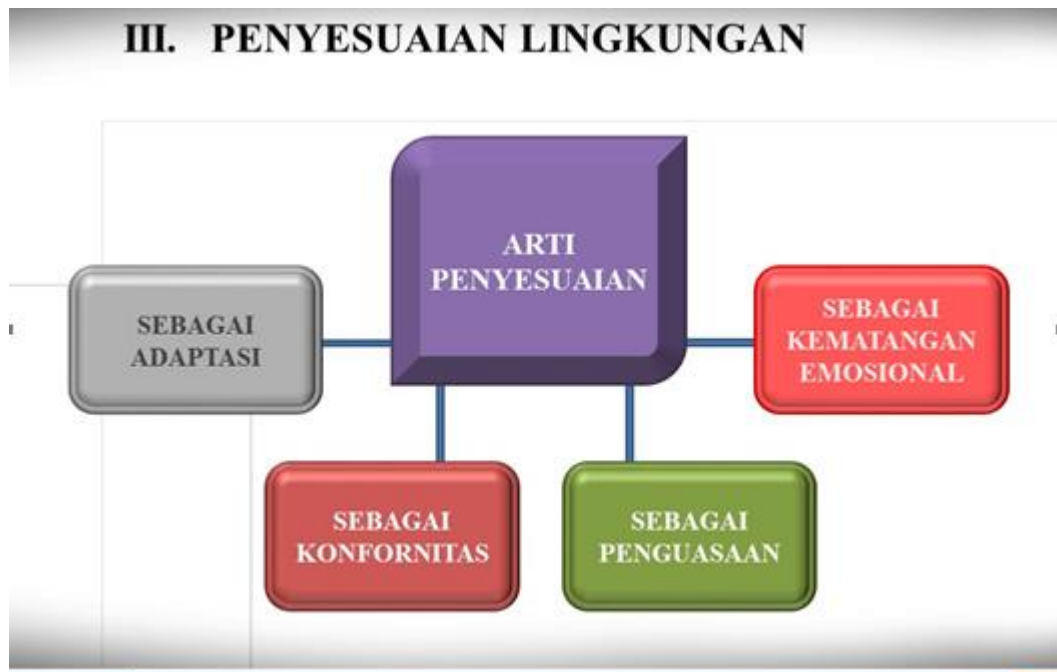 III. PENYESUAIAN LINGKUNGAN
ARTI
PENYESUAIAN
SEBAGAI
ADAPTASI
SEBAGAI
KONFORNITAS
SEBAGAI
PENGUASAAN
SEBAGAI
KEMATANGAN
EMOSIONAL